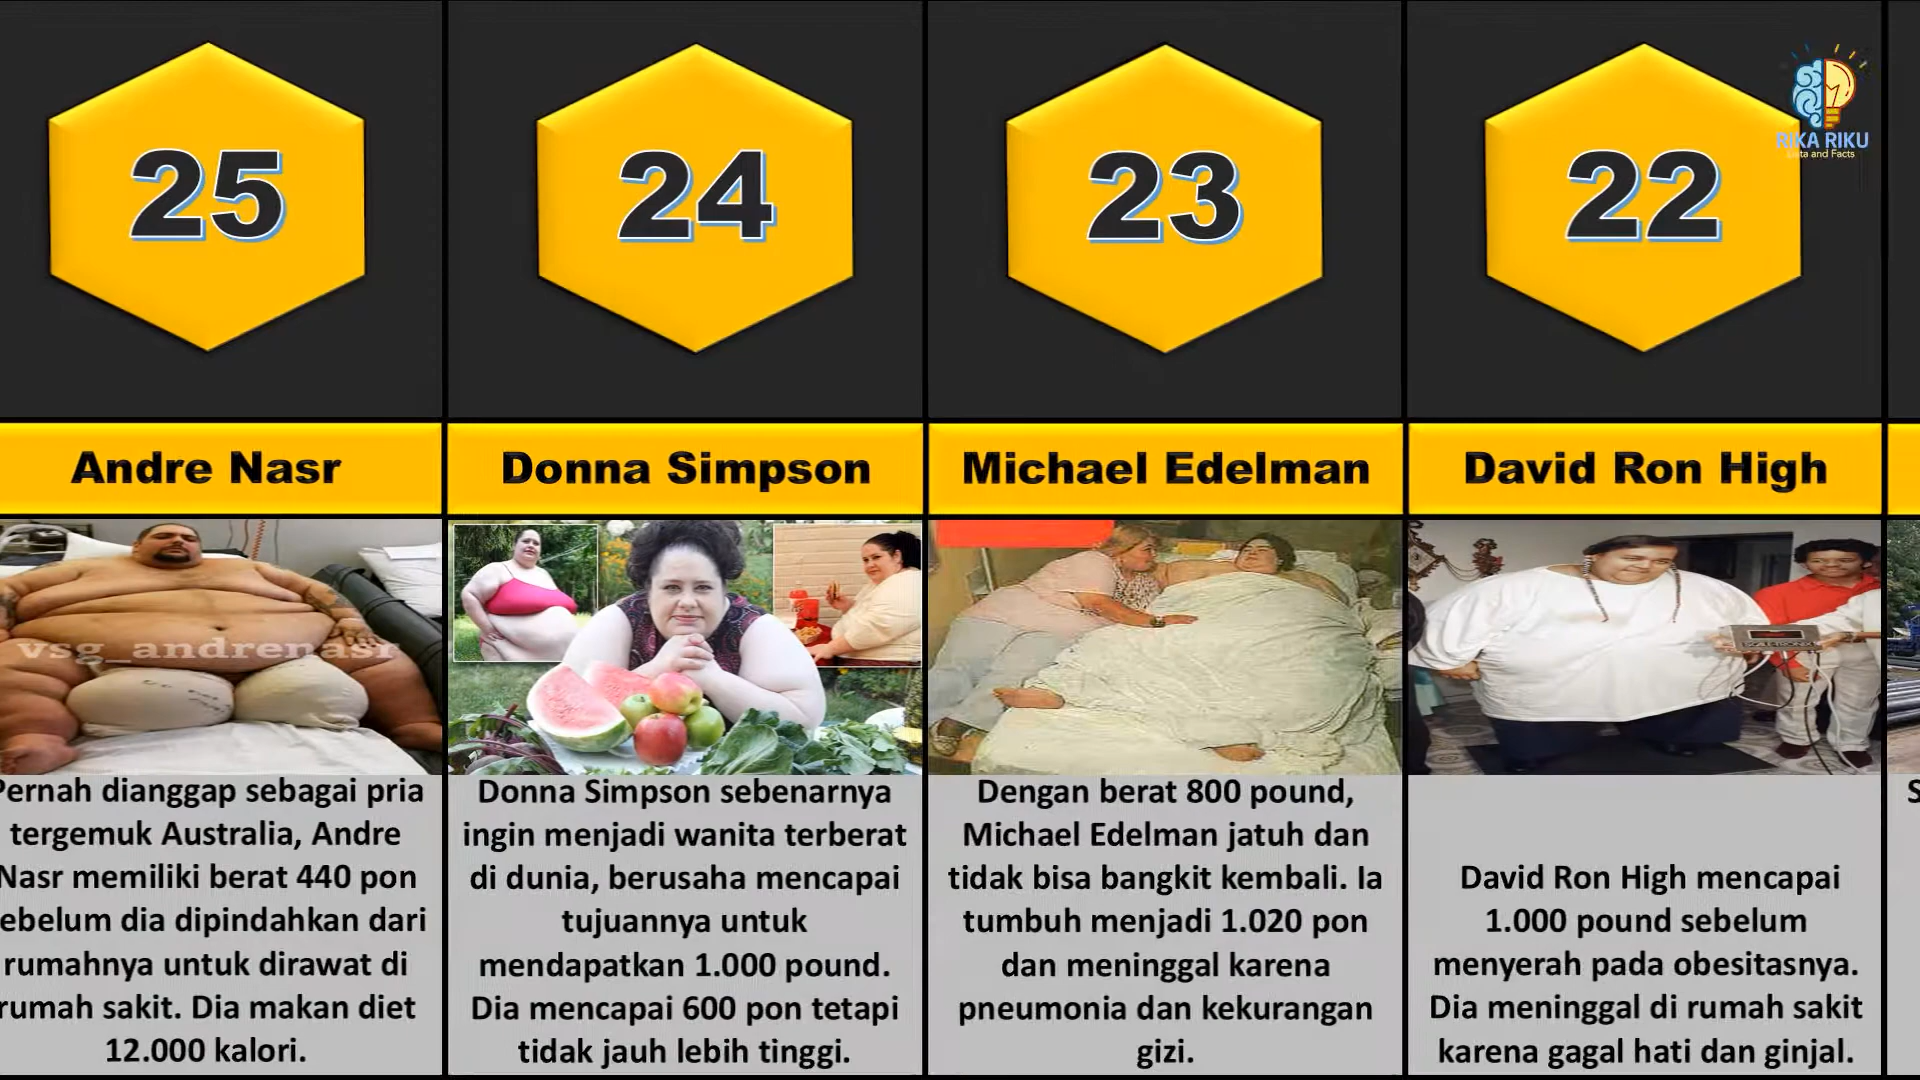 25
24
23
22
RIKA RIKU
Data and Facts
Andre Nasr
Donna Simpson
Michael Edelman
David Ron High
vsg_andrenasr
Pernah dianggap sebagai pria
tergemuk Australia, Andre
Nasr memiliki berat 440 pon
ebelum dia dipindahkan dari
rumahnya untuk dirawat di
rumah sakit. Dia makan diet
12.000 kalori.
Donna Simpson sebenarnya
ingin menjadi wanita terberat
di dunia, berusaha mencapai
tujuannya untuk
mendapatkan 1.000 pound.
Dia mencapai 600 pon tetapi
tidak jauh lebih tinggi.
Dengan berat 800 pound,
Michael Edelman jatuh dan
tidak bisa bangkit kembali. Ia
tumbuh menjadi 1.020 pon
dan meninggal karena
pneumonia dan kekurangan
gizi.
David Ron High mencapai
1.000 pound sebelum
menyerah pada obesitasnya.
Dia meninggal di rumah sakit
karena gagal hati dan ginjal.
S